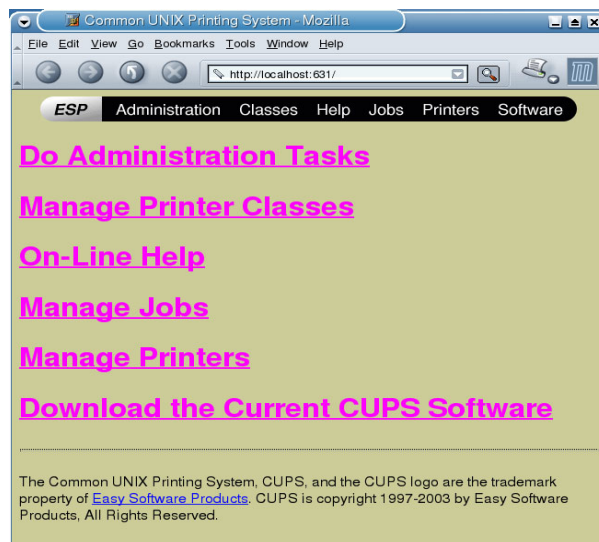 Common UNIX Printing System - Mozilla
File Edit View Go Bookmarks Tools Window Help
http://localhost:631/
ESP Administration Classes Help Jobs Printers Software
Do Administration Tasks
Manage Printer Classes
On-Line Help
Manage Jobs
Manage Printers
Download the Current CUPS Software
The Common UNIX Printing System, CUPS, and the CUPS logo are the trademark
property of Easy Software Products. CUPS is copyright 1997-2003 by Easy Software
Products, All Rights Reserved.